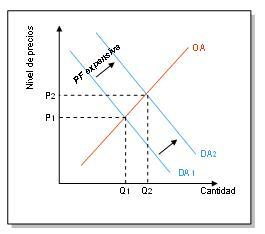 Nivel de precios
PF expansiva
OA
P2
P1
DA2
DA1
Q1
Q2
Cantidad